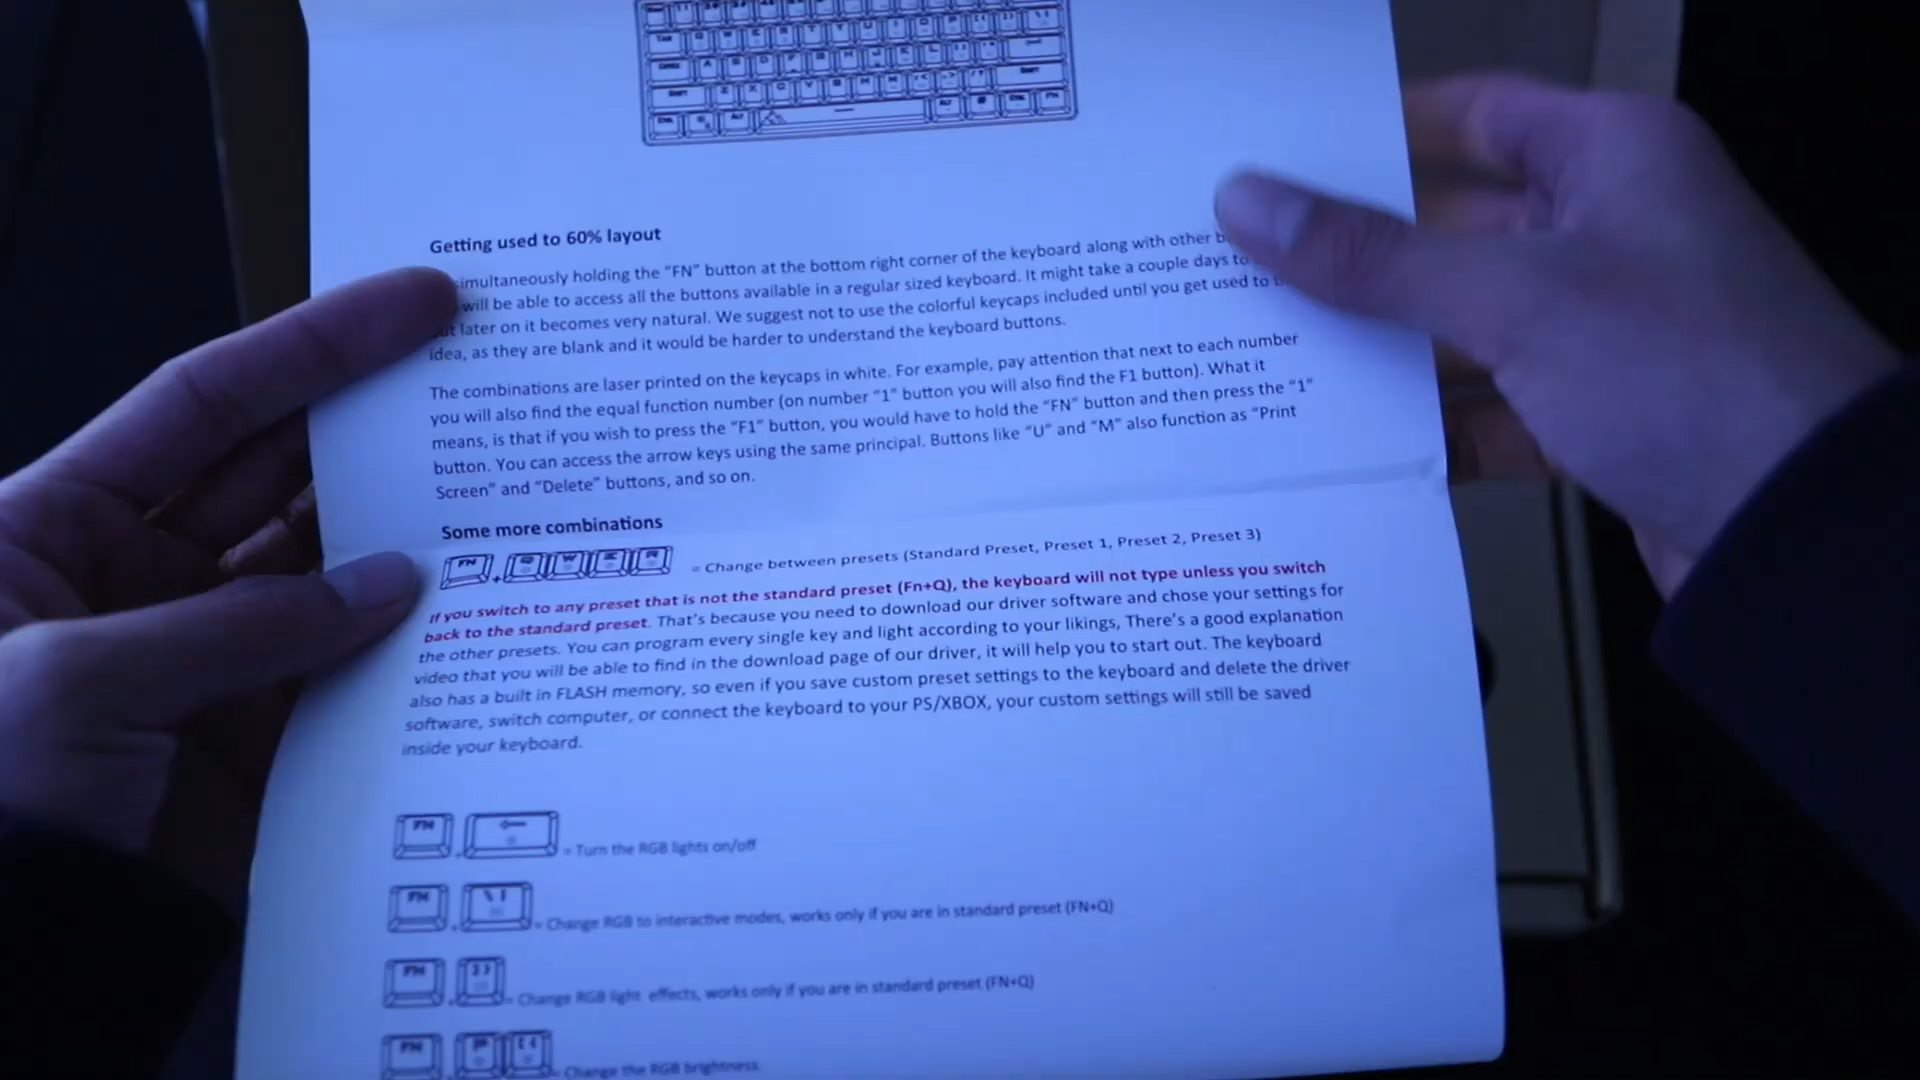 Getting used to 60% layout
simultaneously holding the “FN” button at the bottom right corner of the keyboard along with other
will be able to access all the buttons available in a regular sized keyboard. It might take a couple days to
later on it becomes very natural. We suggest not to use the colorful keycaps included until you get used to
idea, as they are blank and it would be harder to understand the keyboard buttons.
The combinations are laser printed on the keycaps in white. For example, pay attention that next to each number
you will also find the equal function number (on number “1” button you will also find the F1 button). What it
means, is that if you wish to press the “F1” button, you would have to hold the “FN” button and then press the “1”
button. You can access the arrow keys using the same principal. Buttons like “U” and “M” also function as “Print
Screen” and “Delete” buttons, and so on.
Some more combinations
FN + Q W E R = Change between presets (Standard Preset, Preset 1, Preset 2, Preset 3)
If you switch to any preset that is not the standard preset (Fn+Q), the keyboard will not type unless you switch
back to the standard preset. That’s because you need to download our driver software and chose your settings for
the other presets. You can program every single key and light according to your likings, There’s a good explanation
video that you will be able to find in the download page of our driver, it will help you to start out. The keyboard
also has a built in FLASH memory, so even if you save custom preset settings to the keyboard and delete the driver
software, switch computer, or connect the keyboard to your PS/XBOX, your custom settings will still be saved
inside your keyboard.
FN + ← = Turn the RGB lights on/off
FN + \ | = Change RGB to interactive modes, works only if you are in standard preset (FN+Q)
FN + ] } = Change RGB light effects, works only if you are in standard preset (FN+Q)
FN + P [ { = Change the RGB brightness